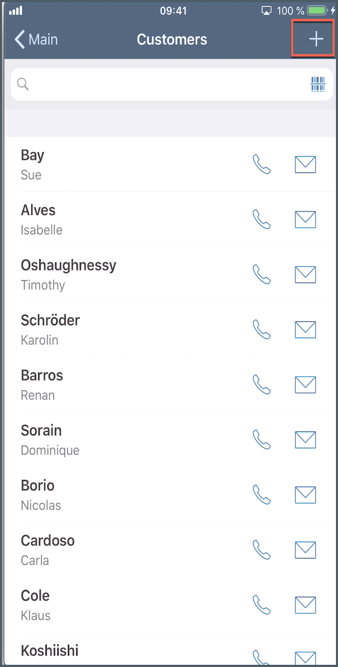 09:41 100 %
Main Customers
Bay
Sue
Alves
Isabelle
Oshaughnessy
Timothy
Schröder
Karolin
Barros
Renan
Sorain
Dominique
Borio
Nicolas
Cardoso
Carla
Cole
Klaus
Koshiishi